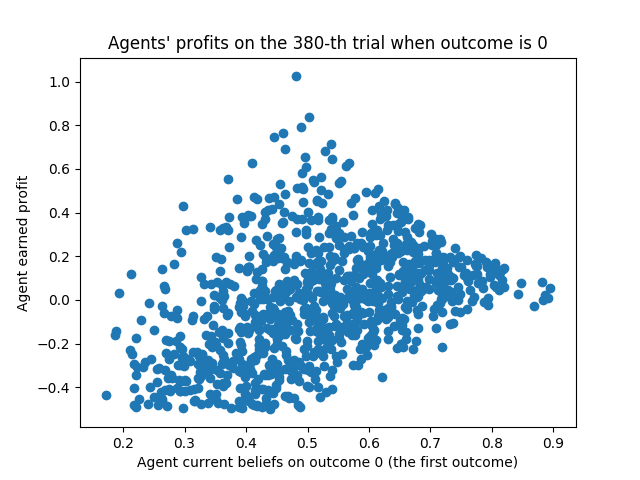 Agents' profits on the 380-th trial when outcome is 0
1.0
0.8
0.6
0.4
0.2
0.0
−0.2
−0.4
Agent earned profit
0.2 0.3 0.4 0.5 0.6 0.7 0.8 0.9
Agent current beliefs on outcome 0 (the first outcome)